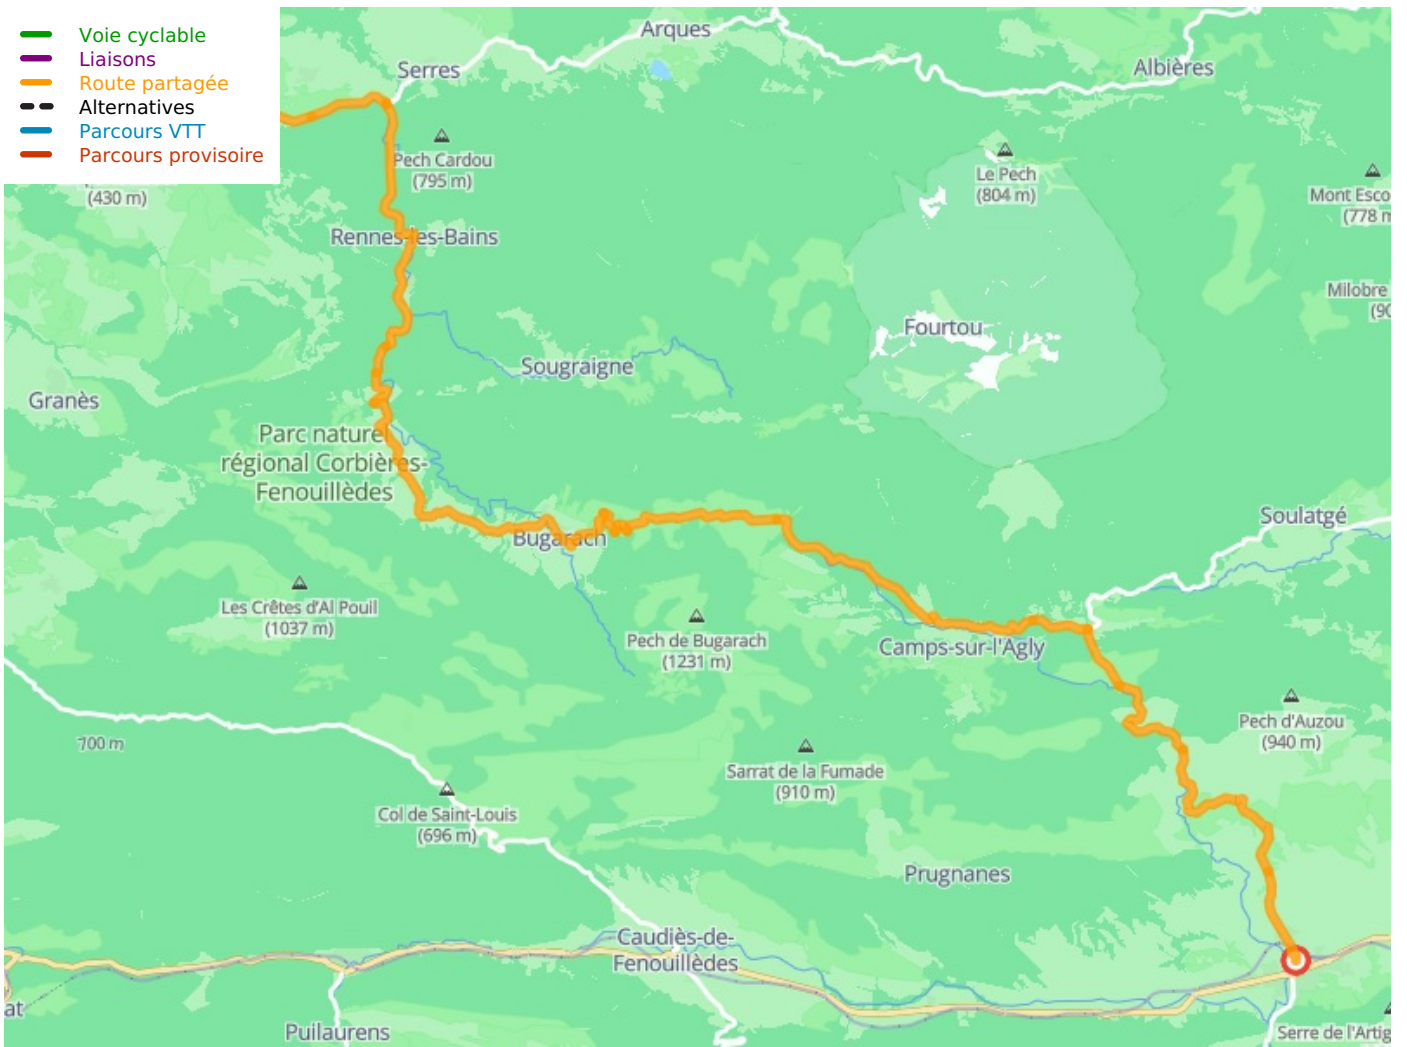 Voie cyclable
Liaisons
Route partagée
Alternatives
Parcours VTT
Parcours provisoire
Arques
Serres
Albières
Pech Cardou
(795 m)
Le Pech
(804 m)
(430 m)
Mont Esco
(778 m
Rennes-les-Bains
Milobre
(90
Fourtou
Sougraigne
Granès
Parc naturel
régional Corbières-
Fenouillèdes
Soulatgé
Bugarach
Les Crêtes d'Al Pouil
(1037 m)
Pech de Bugarach
(1231 m)
Camps-sur-l'Agly
Pech d'Auzou
(940 m)
700 m
Sarrat de la Fumade
(910 m)
Col de Saint-Louis
(696 m)
Prugnanes
Caudiès-de-
Fenouillèdes
at
Puilaurens
Serre de l'Artig